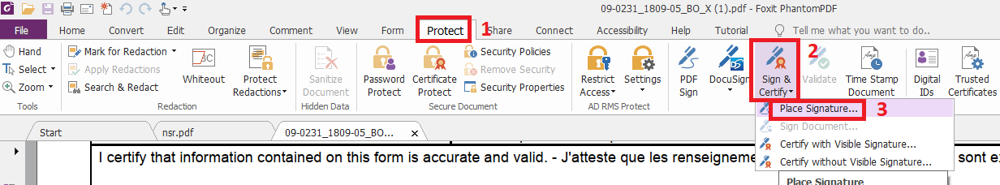 09-0231_1809-05_BO_X (1).pdf - Foxit PhantomPDF
File Home Convert Edit Organize Comment View Form Protect 1 Share Connect Accessibility Help Tutorial Tell me what you want to do..
Hand
Select
Zoom
Tools
Mark for Redaction
Apply Redactions
Search & Redact
Whiteout
Protect
Redactions
Redaction
Sanitize
Document
Hidden Data
Password
Protect
Certificate
Protect
Security Policies
Remove Security
Security Properties
Secure Document
Restrict
Access
Settings
AD RMS Protect
PDF
Sign
DocuSign
Sign &
Certify
2
Validate
Time Stamp
Document
Digital
IDs
Trusted
Certificates
Place Signature... 3
Sign Document...
Certify with Visible Signature...
Certify without Visible Signature...
Place Signature
Start nsr.pdf 09-0231_1809-05_BO...
I certify that information contained on this form is accurate and valid. - J'atteste que les renseigneme sont ex